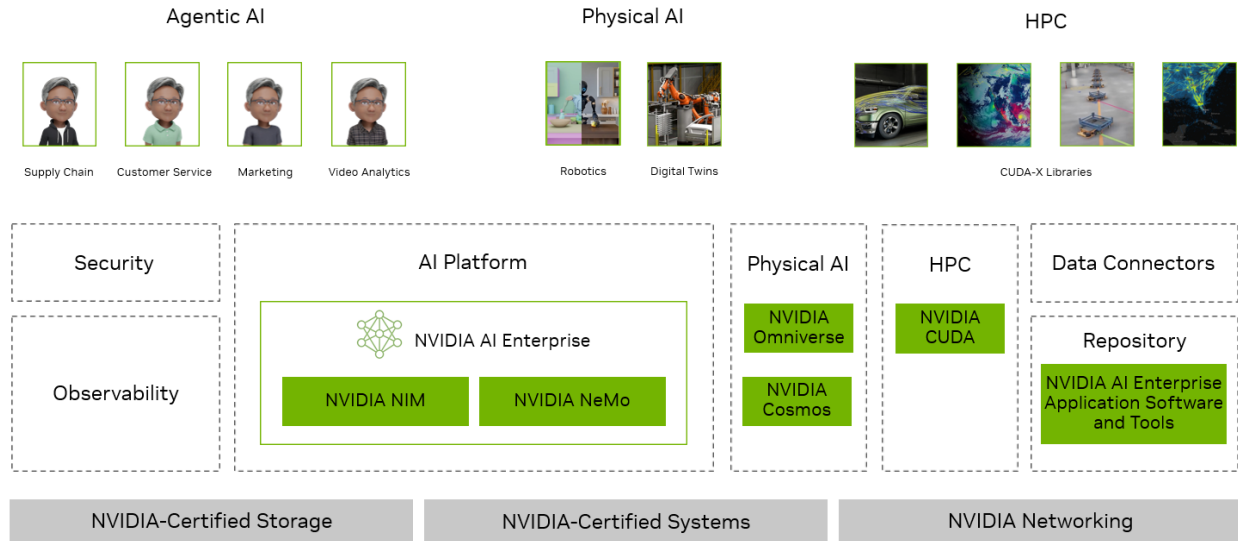 Agentic AI
Physical AI
HPC
Supply Chain
Customer Service
Marketing
Video Analytics
Robotics
Digital Twins
CUDA-X Libraries
Security
Observability
AI Platform
NVIDIA AI Enterprise
NVIDIA NIM
NVIDIA NeMo
Physical AI
NVIDIA
Omniverse
NVIDIA
Cosmos
HPC
NVIDIA
CUDA
Data Connectors
Repository
NVIDIA AI Enterprise
Application Software
and Tools
NVIDIA-Certified Storage
NVIDIA-Certified Systems
NVIDIA Networking